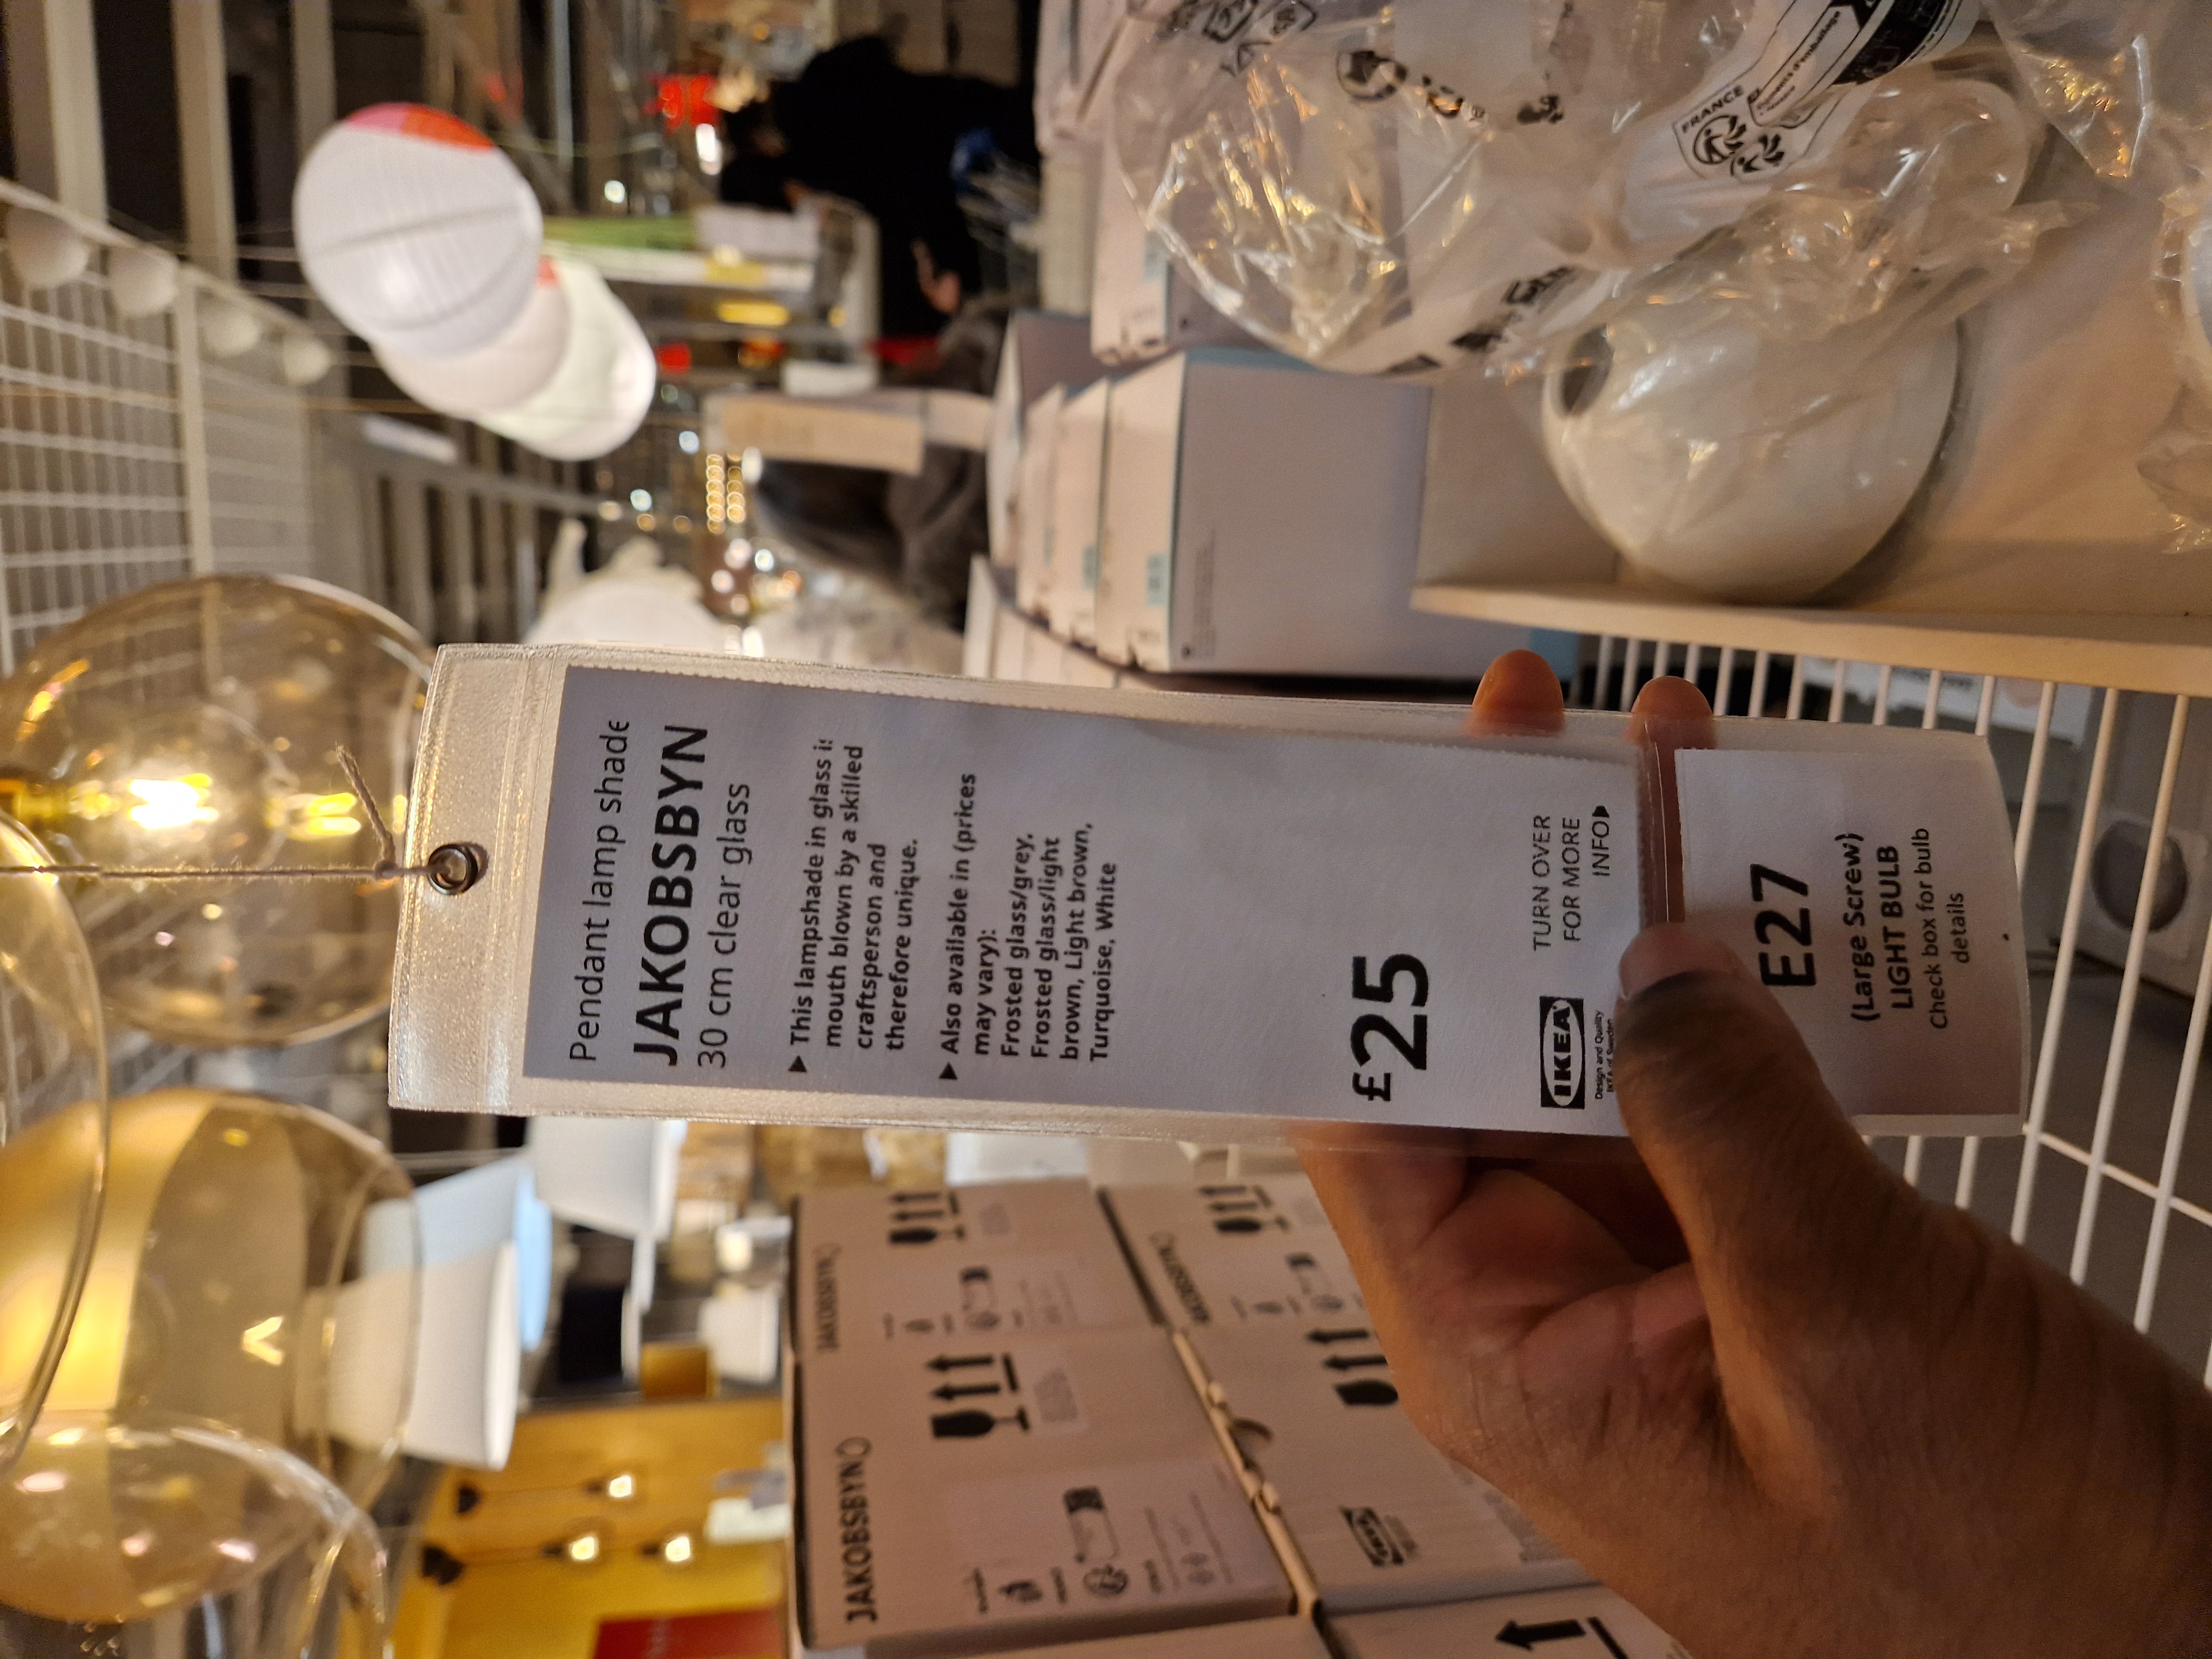 Pendant lamp shade
JAKOBSBYN
30 cm clear glass
▶ This lampshade in glass is
mouth blown by a skilled
craftsperson and
therefore unique.
▶ Also available in (prices
may vary):
Frosted glass/grey,
Frosted glass/light
brown, Light brown,
Turquoise, White
£25
IKEA
Design and Quality
IKEA of Sweden
TURN OVER
FOR MORE
INFO▶
E27
(Large Screw)
LIGHT BULB
Check box for bulb
details
JAKOBSBYN
JAKOBSBYN
JAKOBSBYN
IKEA
FRANCE